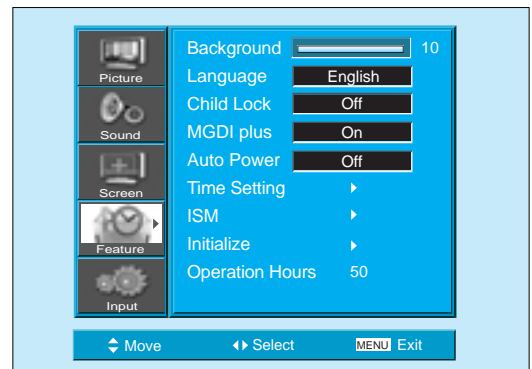 Picture
Sound
Screen
Feature
Input
Background 10
Language English
Child Lock Off
MGDI plus On
Auto Power Off
Time Setting
ISM
Initialize
Operation Hours 50
Move Select MENU Exit